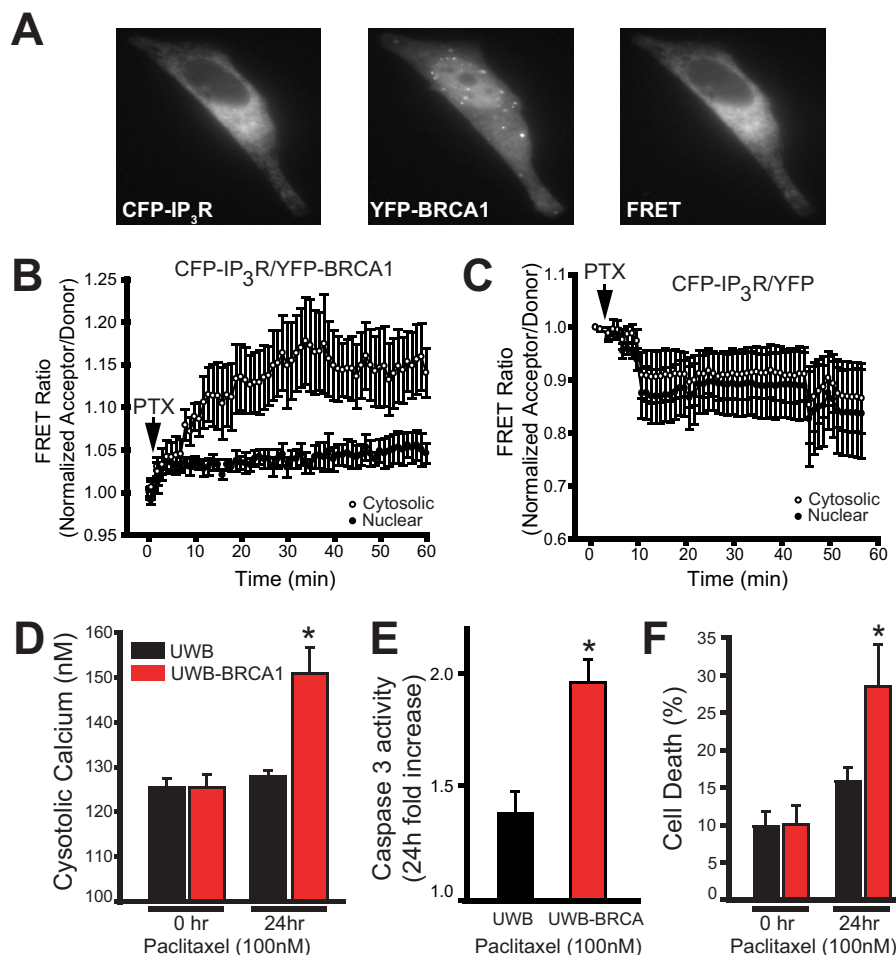 A
CFP-IP3R
YFP-BRCA1
FRET
B
CFP-IP3R/YFP-BRCA1
FRET Ratio
(Normalized Acceptor/Donor)
1.25
1.20
1.15
1.10
1.05
1.00
0.95
PTX
Cytosolic
Nuclear
0
10
20
30
40
50
60
Time (min)
C
CFP-IP3R/YFP
FRET Ratio
(Normalized Acceptor/Donor)
1.1
1.0
0.9
0.8
0.7
0.6
PTX
Cytosolic
Nuclear
0
10
20
30
40
50
60
Time (min)
D
Cysotolic Calcium (nM)
160
150
140
130
120
110
100
UWB
UWB-BRCA1
*
0 hr
24hr
Paclitaxel (100nM)
E
Caspase 3 activity
(24h fold increase)
2.0
1.5
1.0
*
UWB
UWB-BRCA
Paclitaxel (100nM)
F
Cell Death (%)
35
30
25
20
15
10
5
0
*
0 hr
24hr
Paclitaxel (100nM)